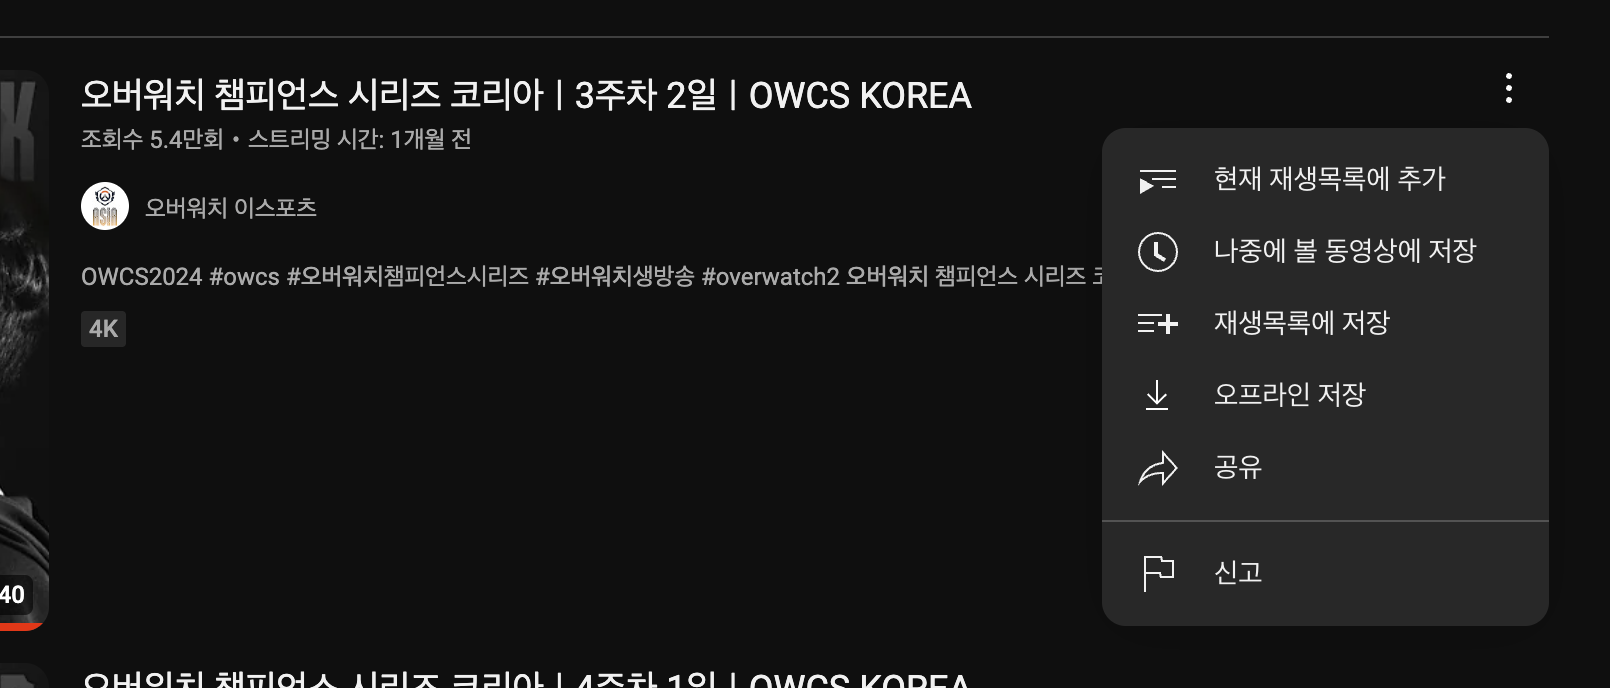 오버워치 챔피언스 시리즈 코리아 | 3주차 2일 | OWCS KOREA
조회수 5.4만회 • 스트리밍 시간: 1개월 전
ASIA
오버워치 이스포츠
OWCS2024 #owcs #오버워치챔피언스시리즈 #오버워치생방송 #overwatch2 오버워치 챔피언스 시리즈
4K
현재 재생목록에 추가
나중에 볼 동영상에 저장
재생목록에 저장
오프라인 저장
공유
신고
40
K
오버워치 챔피언스 시리즈 코리아 | 4주차 1일 | OWCS KOREA